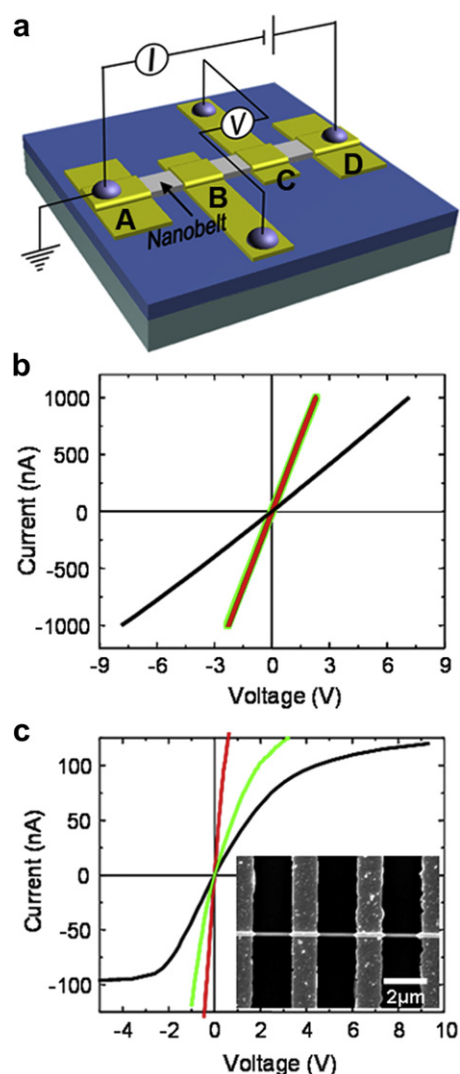 a
I
V
A
B
C
D
Nanobelt
b
1000
500
0
-500
-1000
Current (nA)
-9 -6 -3 0 3 6 9
Voltage (V)
c
100
50
0
-50
-100
Current (nA)
2μm
-4 -2 0 2 4 6 8 10
Voltage (V)